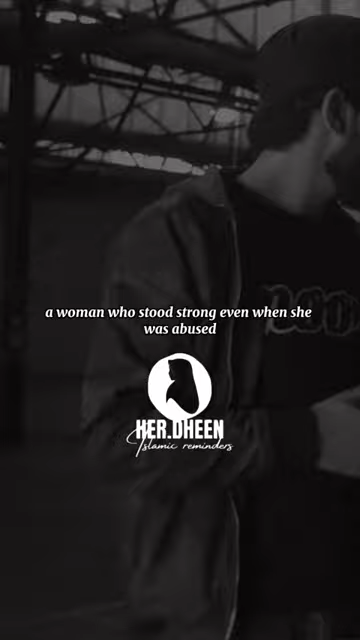 a woman who stood strong even when she
was abused
HER.DHEEN
Islamic reminders